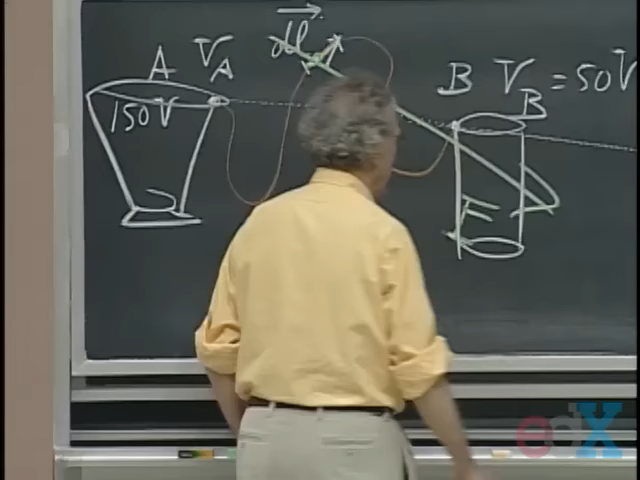 A V_A
150V
dl
B V_B = 50V
E
edX